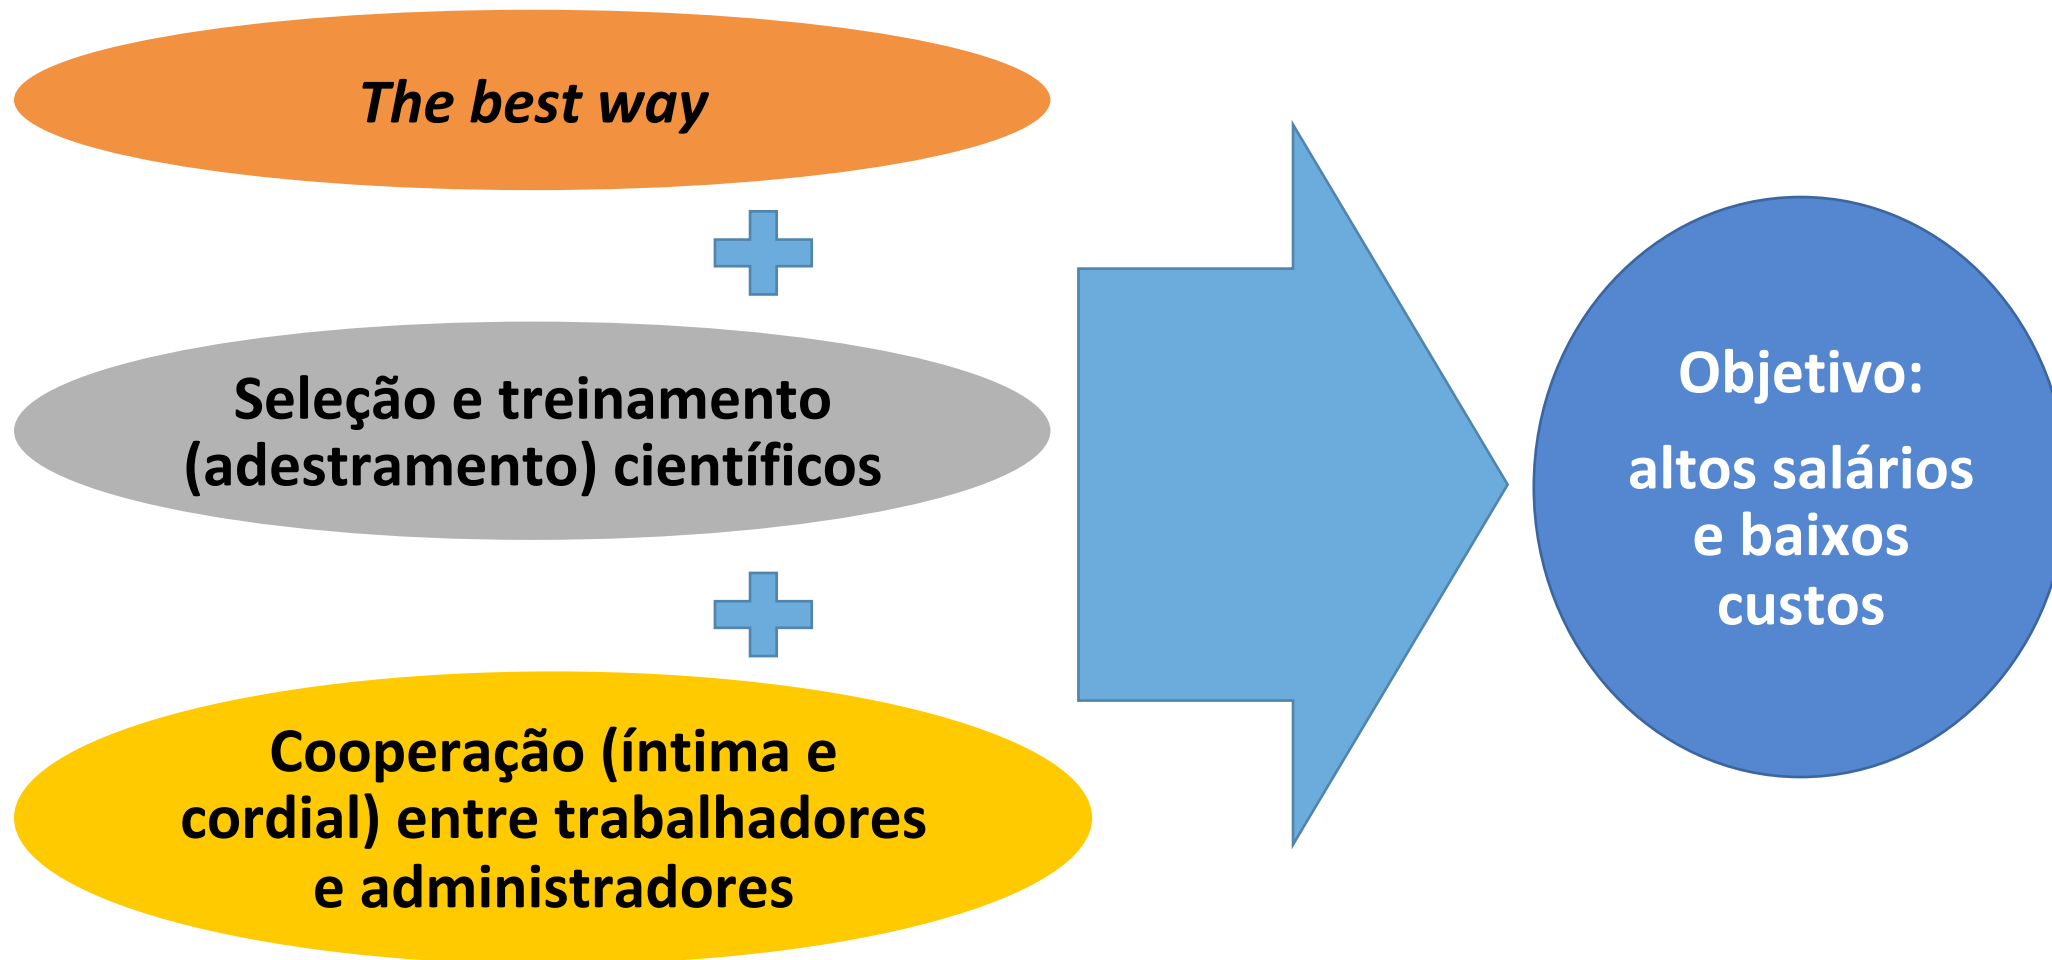 The best way
Seleção e treinamento
(adestramento) científicos
Cooperação (íntima e
cordial) entre trabalhadores
e administradores
Objetivo:
altos salários
e baixos
custos